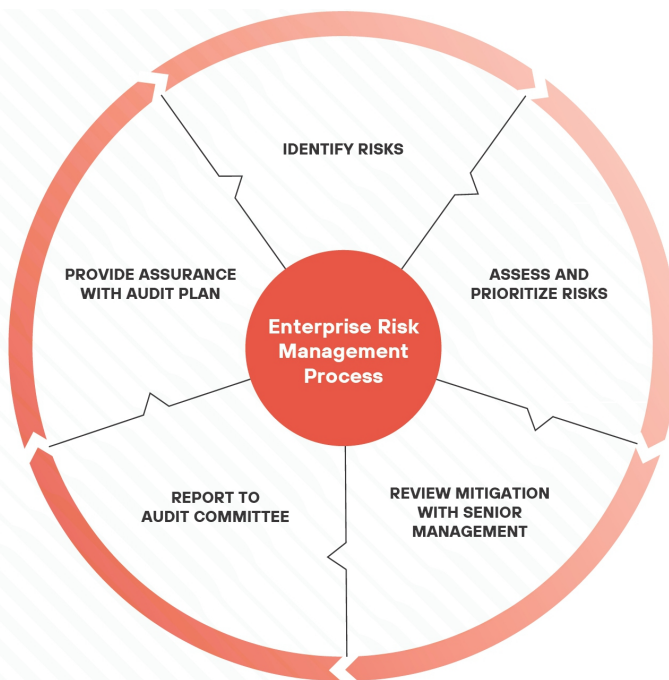 IDENTIFY RISKS
ASSESS AND
PRIORITIZE RISKS
REVIEW MITIGATION
WITH SENIOR
MANAGEMENT
REPORT TO
AUDIT COMMITTEE
PROVIDE ASSURANCE
WITH AUDIT PLAN
Enterprise Risk
Management
Process